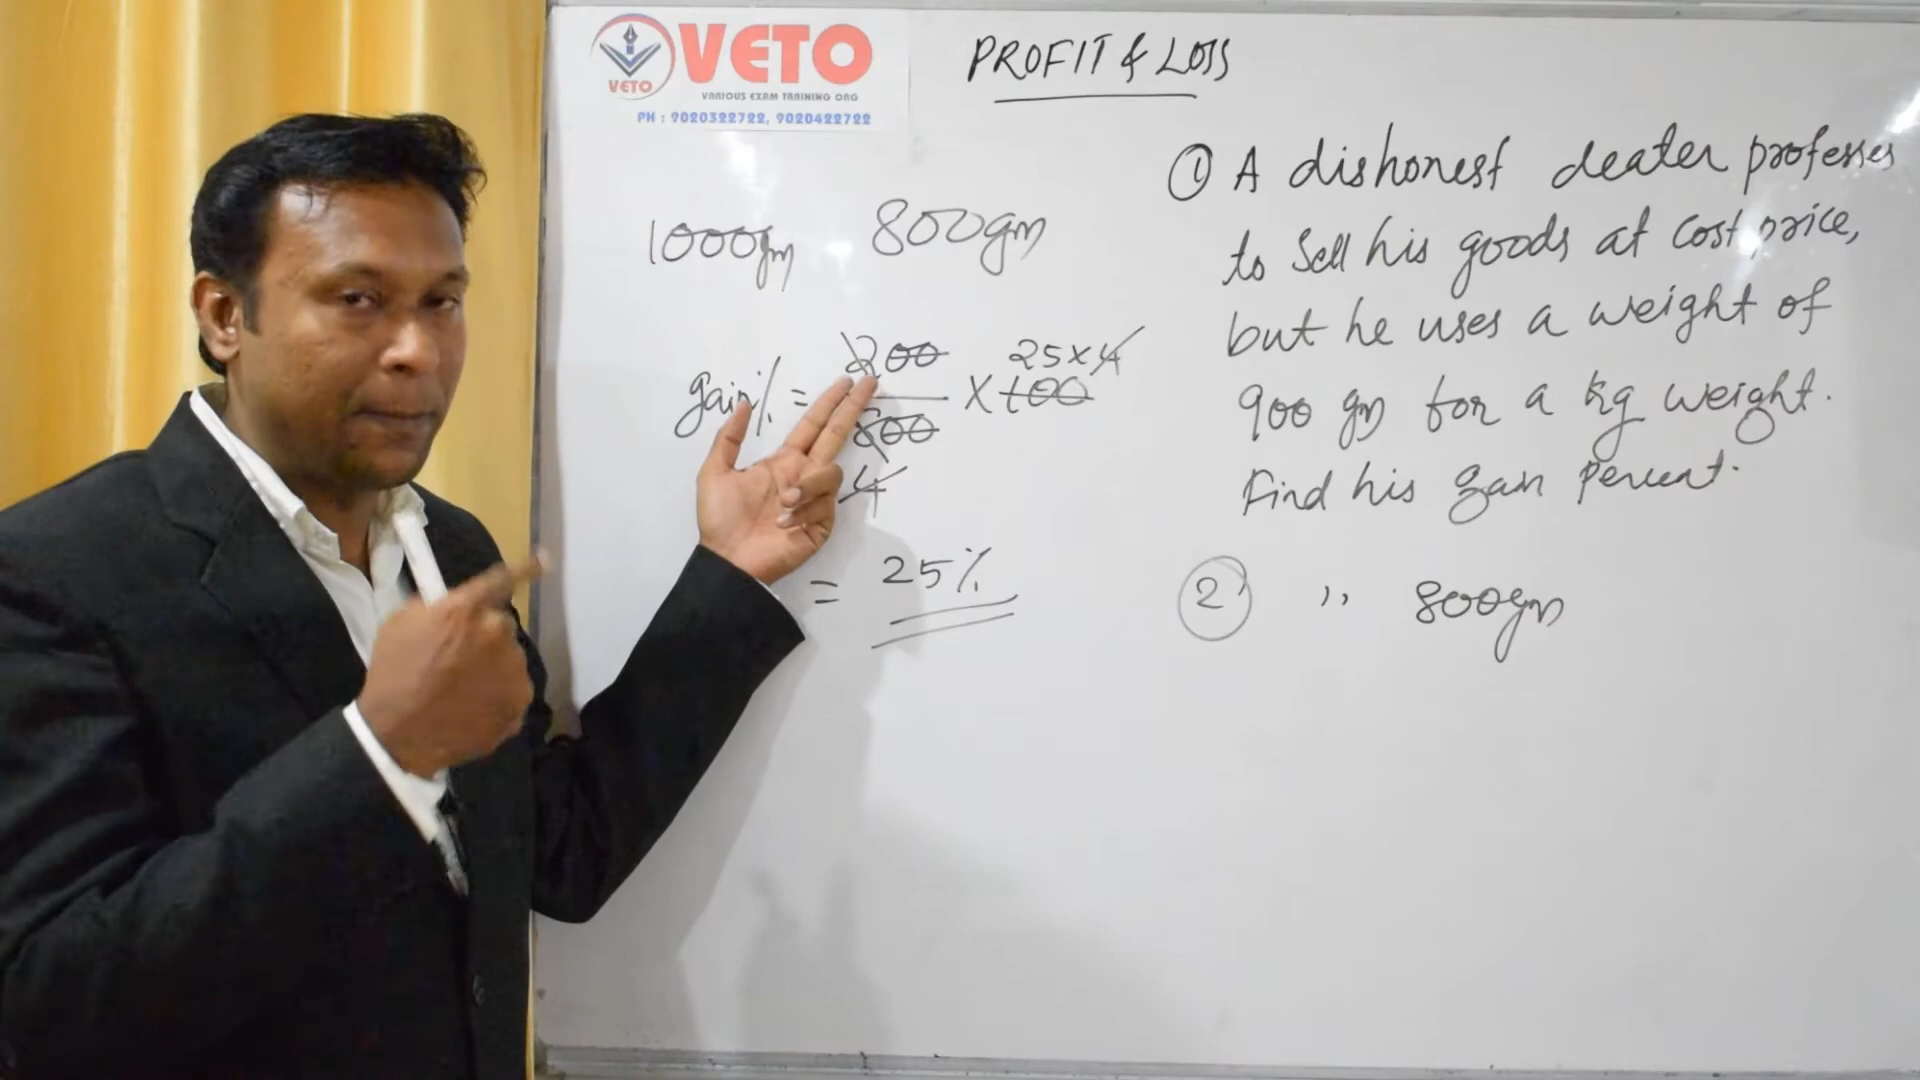 VETO
VETO
VARIOUS EXAM TRAINING ORG
PH : 9020322722, 9020422722
PROFIT & LOSS
1000gm 800gm
gain% = 200/800 × 100 25×4
4
= 25%
① A dishonest dealer professes
to Sell his goods at cost price,
but he uses a weight of
900 gm for a kg weight.
Find his gain percent.
② ,, 800gm